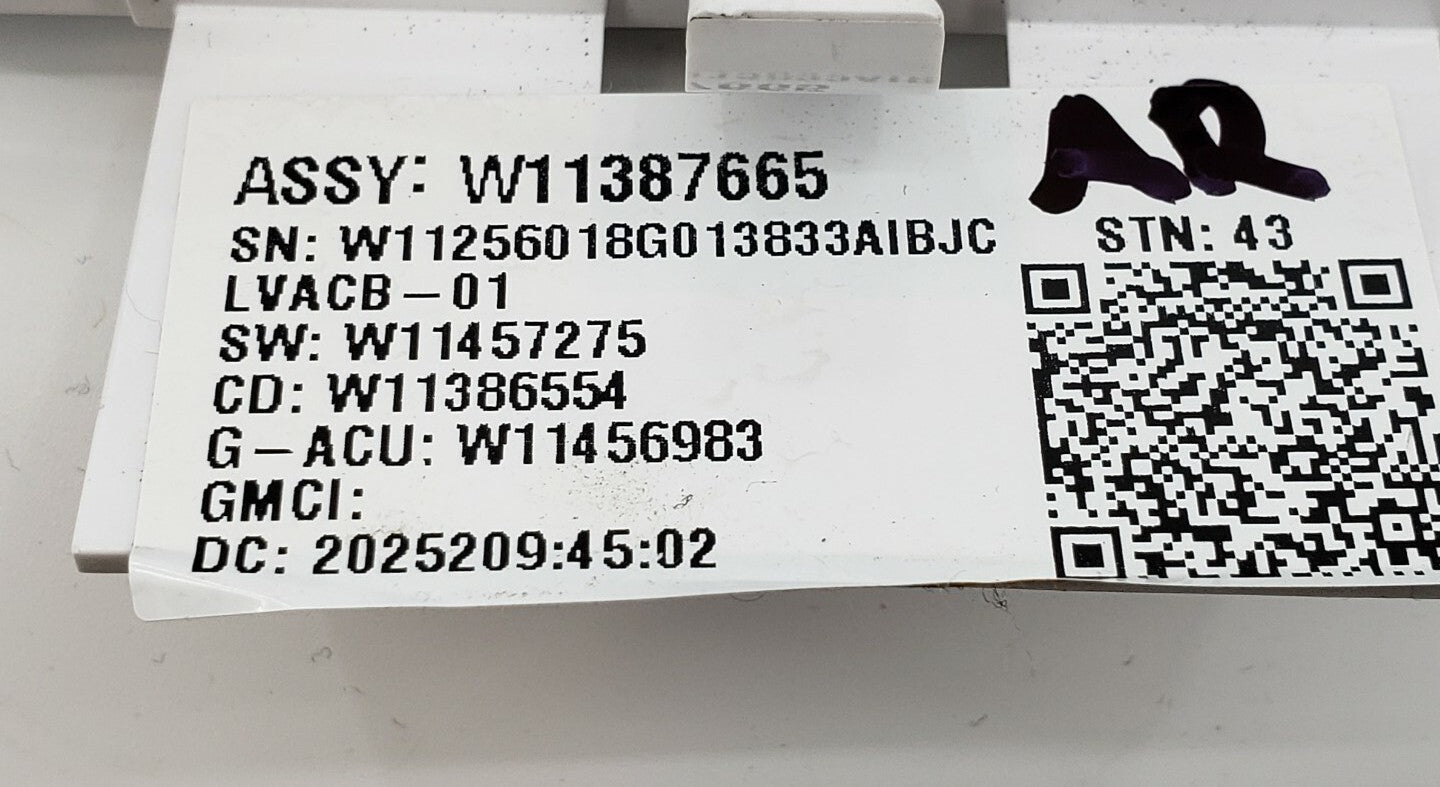 ASSY: W11387665
AR
SN: W11256018G013833AIBJC
STN: 43
LVACB-01
SW: W11457275
CD: W11386554
G-ACU: W11456983
GMCI:
DC: 2025209:45:02